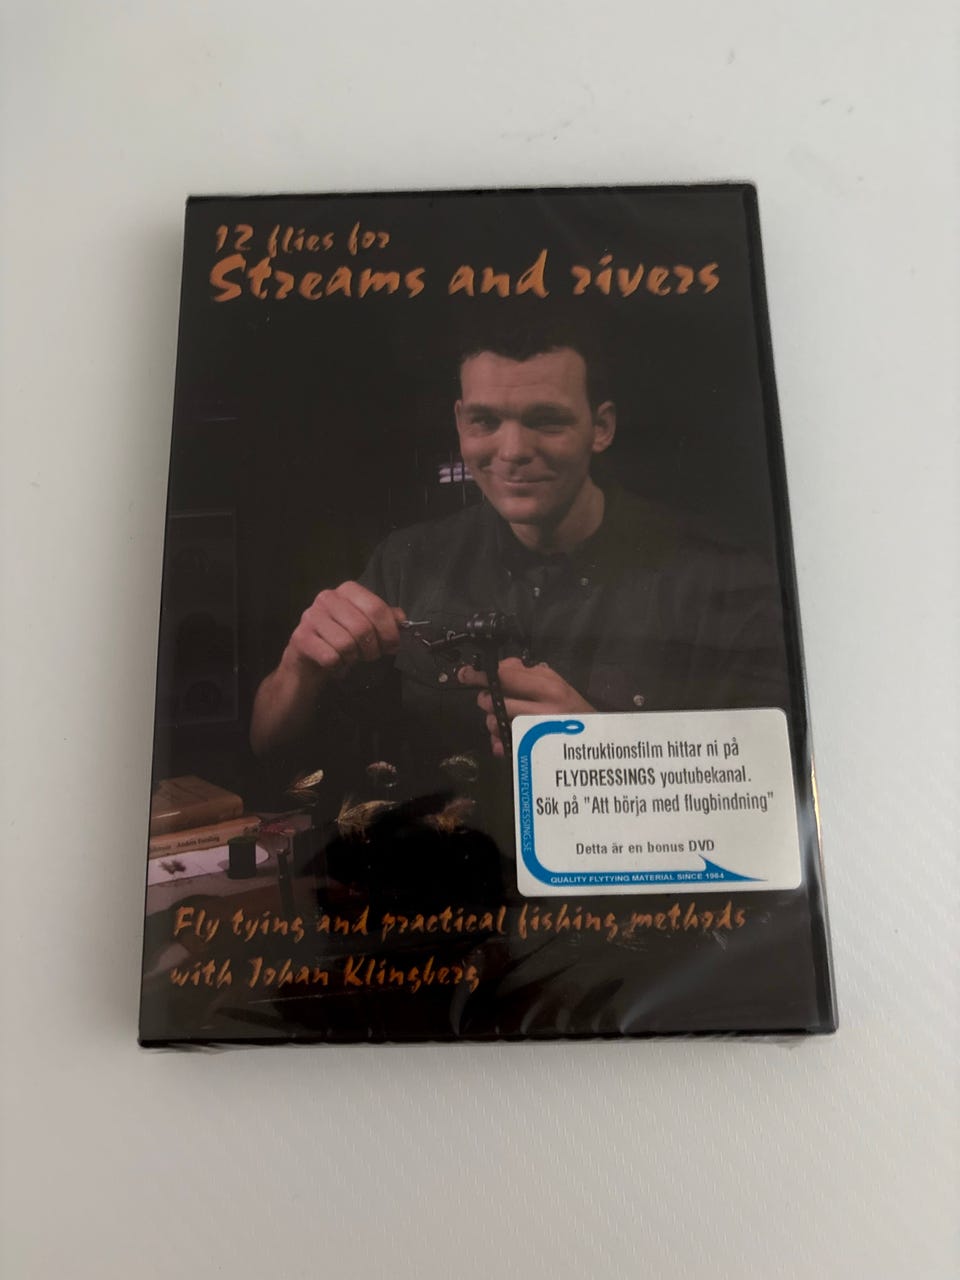 12 flies for
Streams and rivers
Instruktionsfilm hittar ni på
FLYDRESSINGS youtubekanal.
Sök på "Att börja med flugbindning"
Detta är en bonus DVD
WWW.FLYDRESSING.SE
QUALITY FLYTYING MATERIAL SINCE 1984
Fly tying and practical fishing methods
with Johan Klingberg